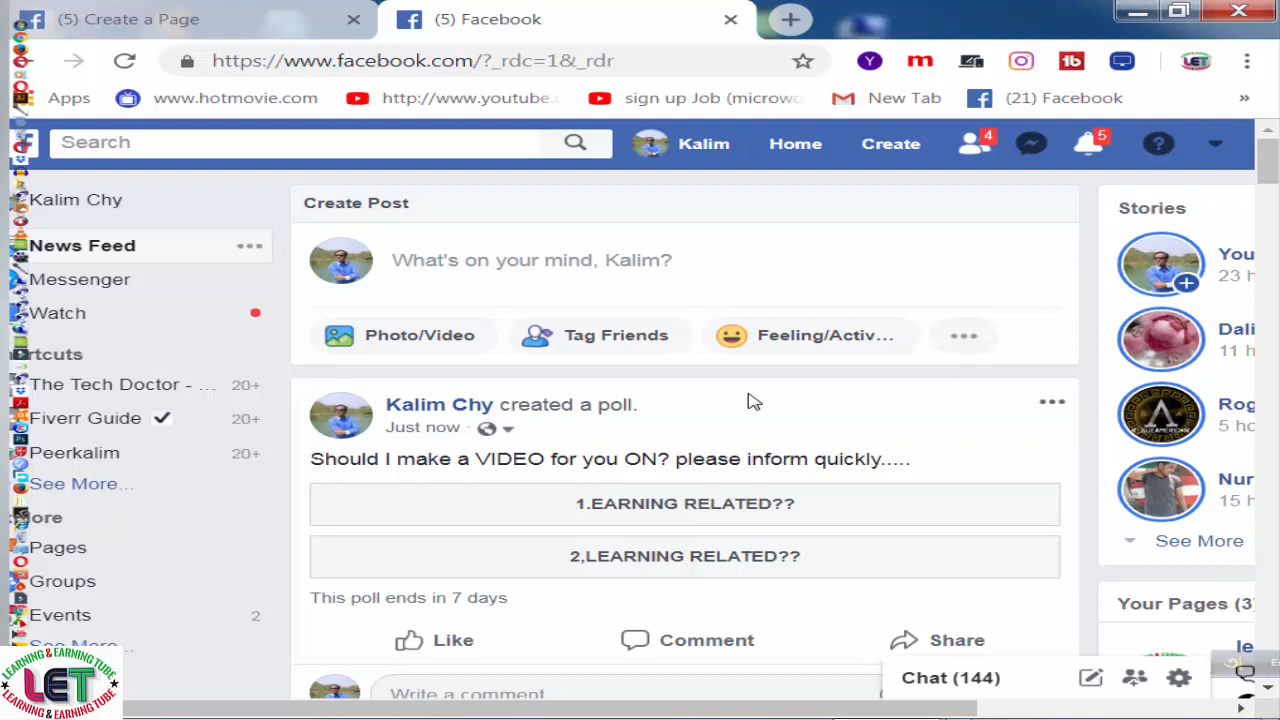 (5) Create a Page
(5) Facebook
https://www.facebook.com/?_rdc=1&_rdr
Apps
www.hotmovie.com
http://www.youtube.c
sign up Job (microwo
New Tab
(21) Facebook
»
Search
Kalim
Home
Create
4
5
Kalim Chy
News Feed
Messenger
Watch
rtcuts
The Tech Doctor - ...
20+
Fiverr Guide
20+
Peerkalim
20+
See More...
ore
Pages
Groups
Events
2
See More...
Create Post
What's on your mind, Kalim?
Photo/Video
Tag Friends
Feeling/Activ...
Kalim Chy created a poll.
Just now
Should I make a VIDEO for you ON? please inform quickly.....
1.EARNING RELATED??
2,LEARNING RELATED??
This poll ends in 7 days
Like
Comment
Share
Write a comment
Stories
You
23 h
Dali
11 h
Rog
5 ho
Nur
15 h
See More
Your Pages (3)
le
Chat (144)
LEARNING & EARNING TUBE
LET
LEARNING & EARNING TUBE